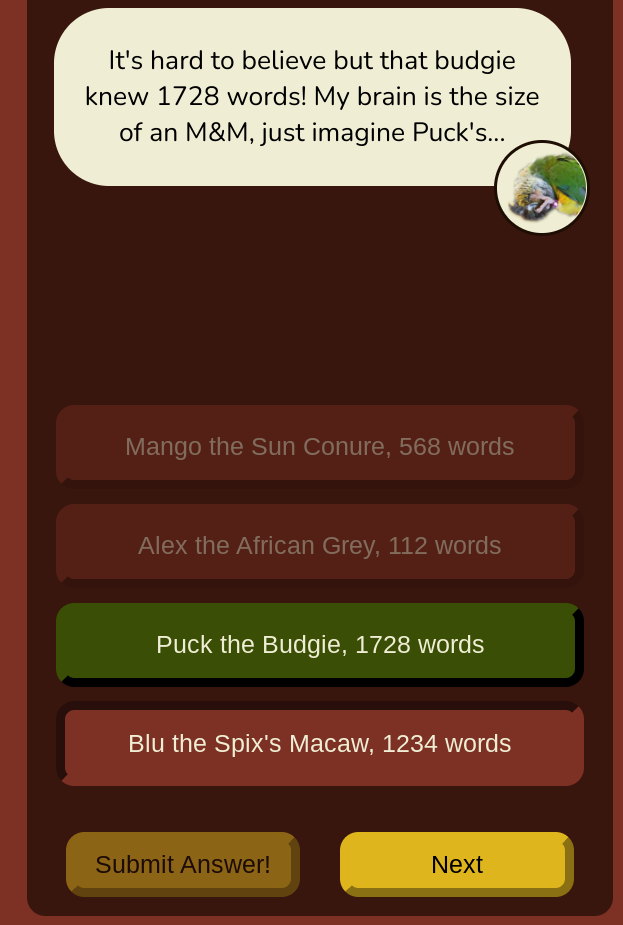 It's hard to believe but that budgie
knew 1728 words! My brain is the size
of an M&M, just imagine Puck's...
Mango the Sun Conure, 568 words
Alex the African Grey, 112 words
Puck the Budgie, 1728 words
Blu the Spix's Macaw, 1234 words
Submit Answer!
Next